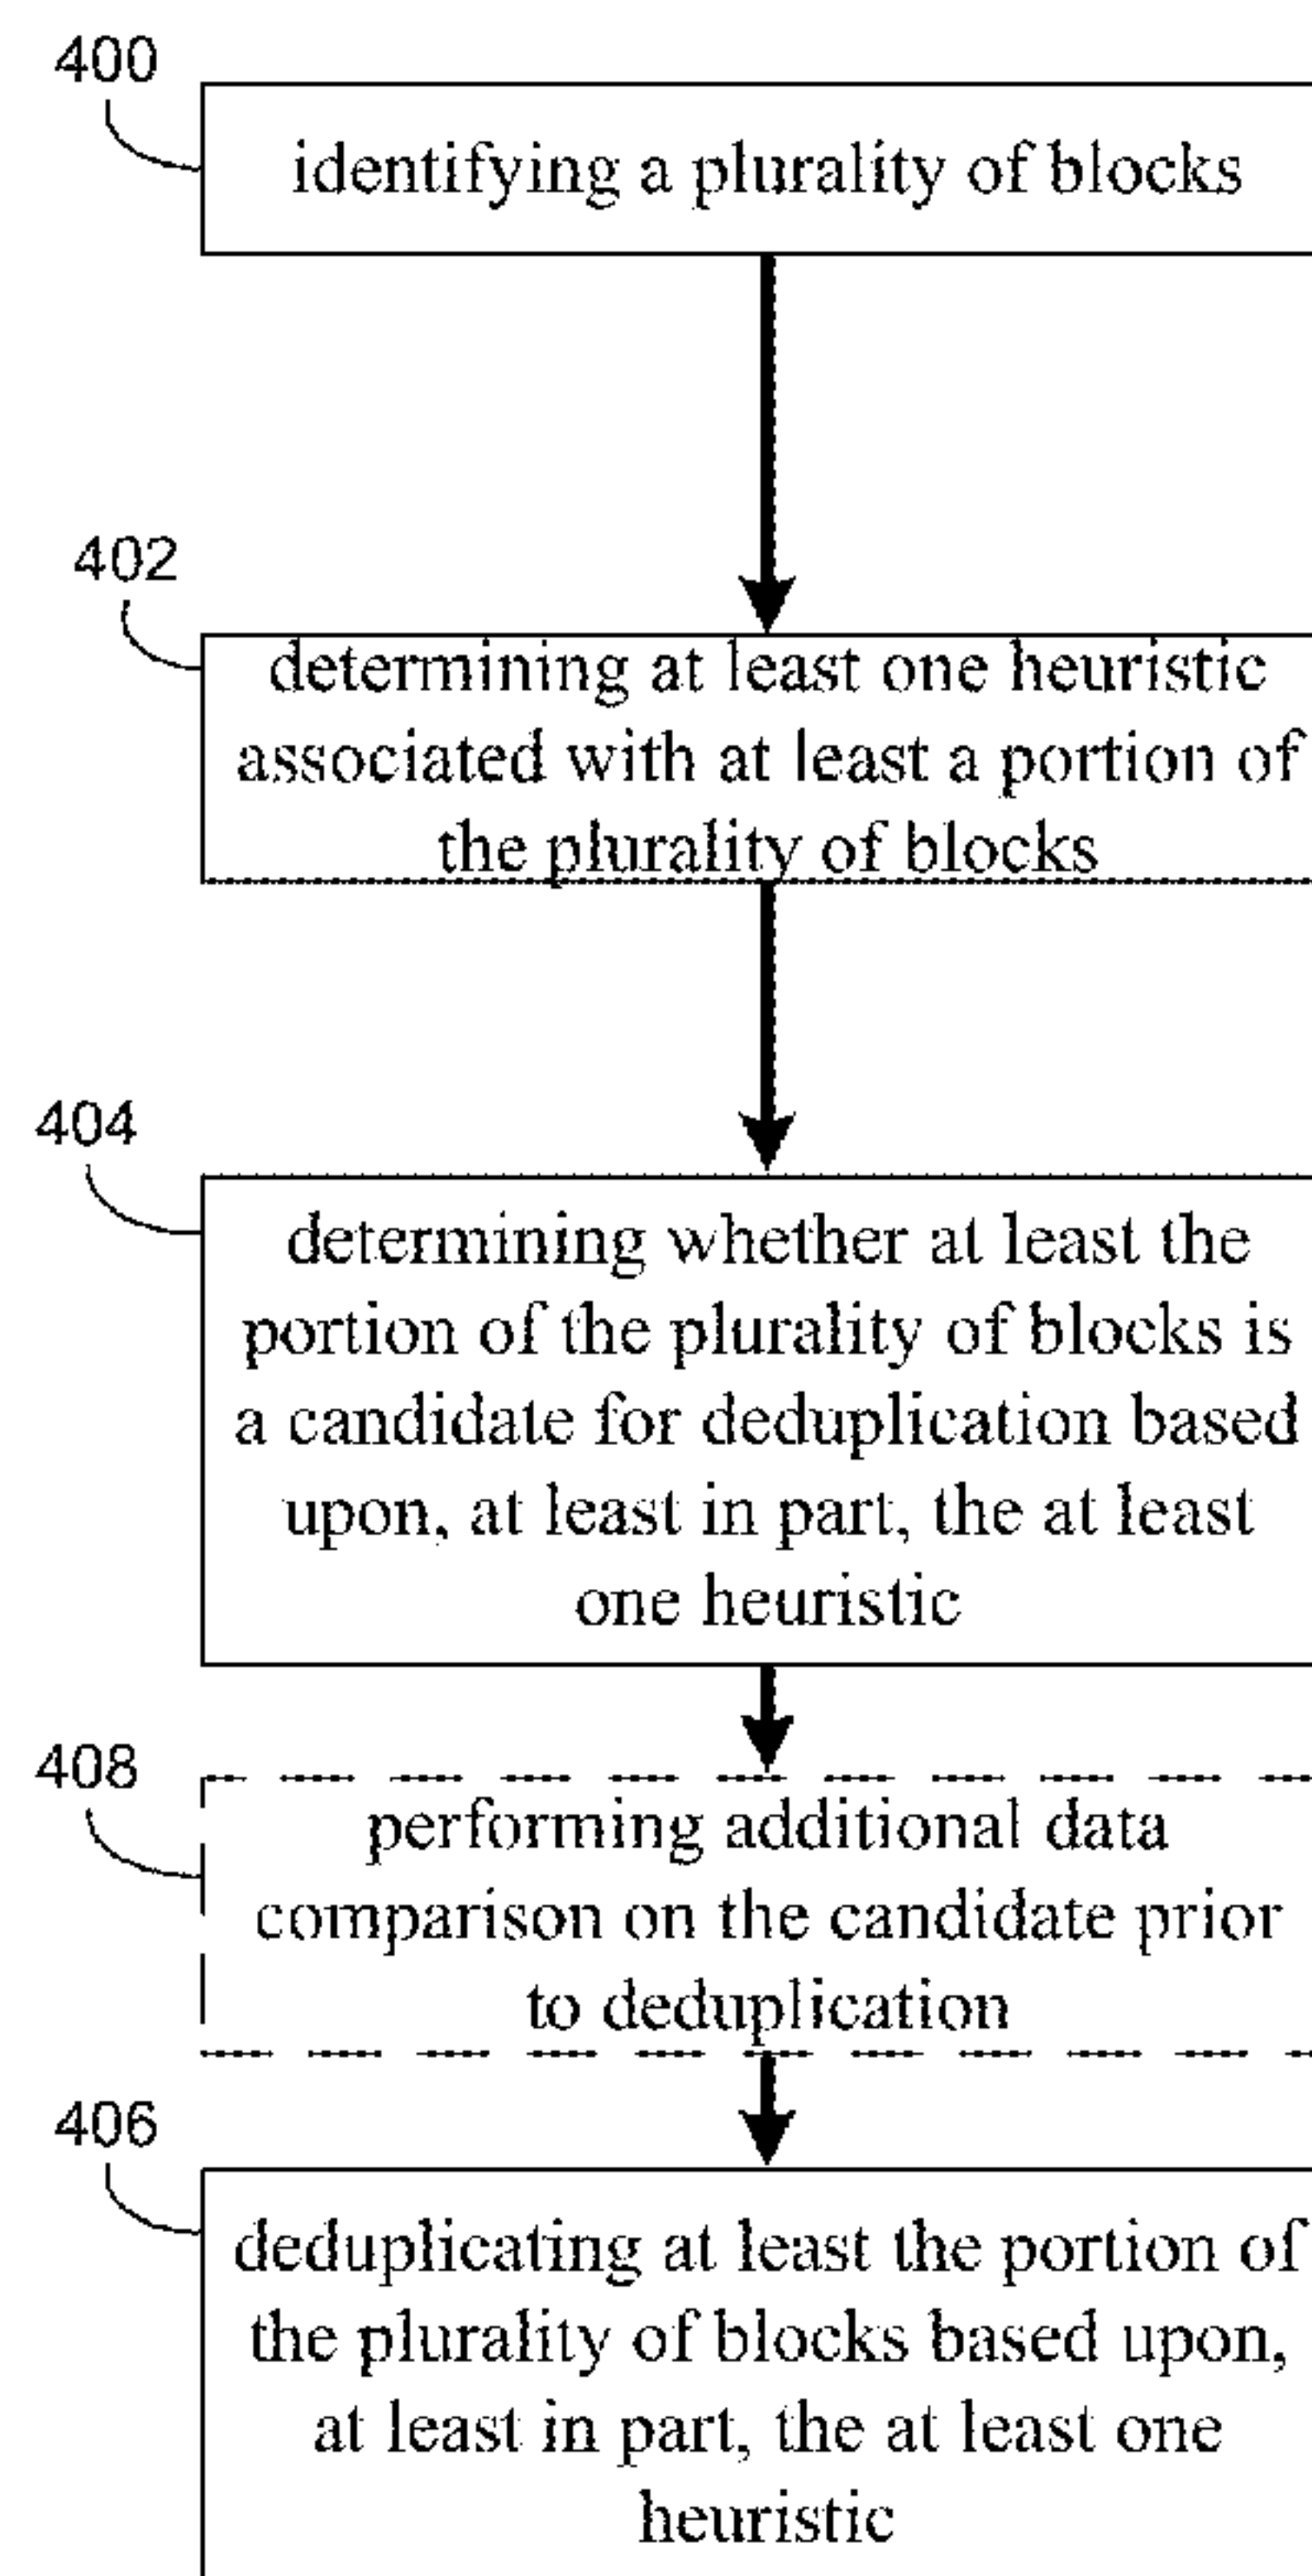 400
identifying a plurality of blocks
402
determining at least one heuristic
associated with at least a portion of
the plurality of blocks
404
determining whether at least the
portion of the plurality of blocks is
a candidate for deduplication based
upon, at least in part, the at least
one heuristic
408
performing additional data
comparison on the candidate prior
to deduplication
406
deduplicating at least the portion of
the plurality of blocks based upon,
at least in part, the at least one
heuristic